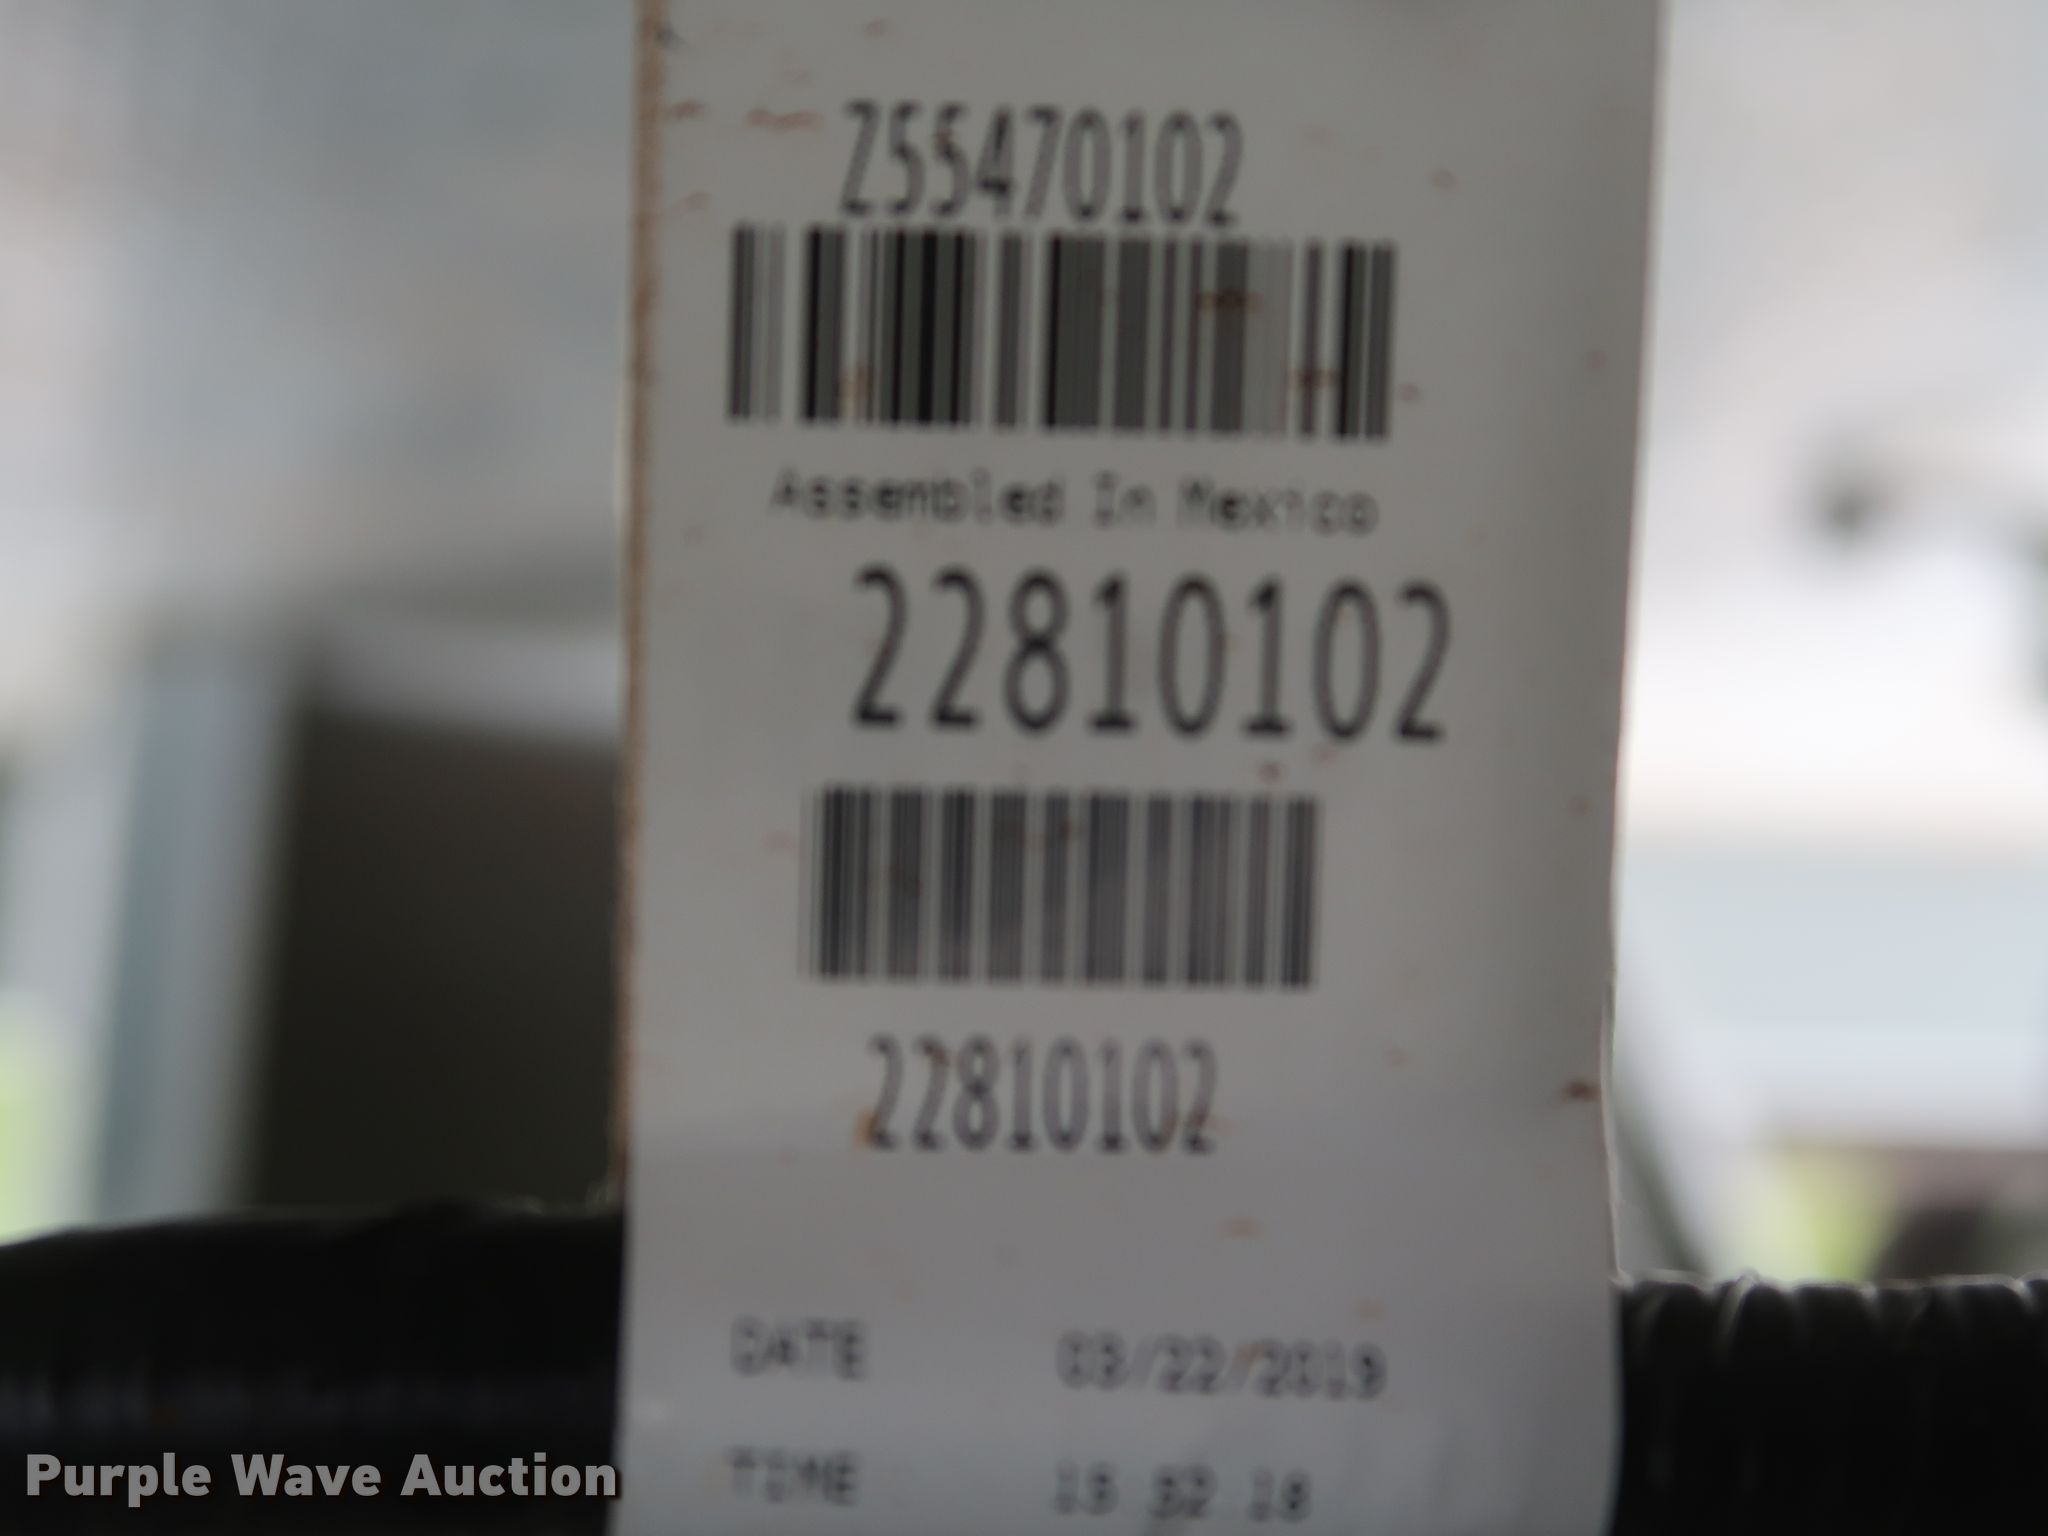 Z55470102
Assembled In Mexico
22810102
22810102
DATE 03/22/2019
TIME
Purple Wave Auction